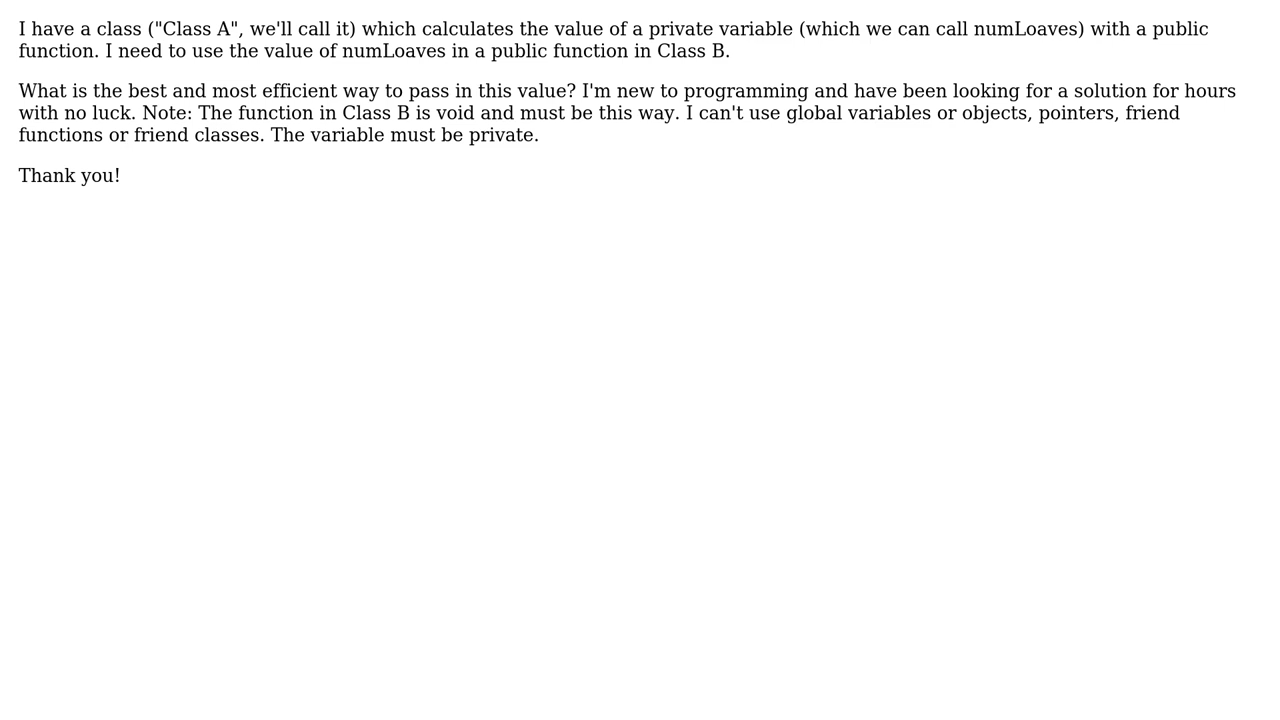 I have a class ("Class A", we'll call it) which calculates the value of a private variable (which we can call numLoaves) with a public
function. I need to use the value of numLoaves in a public function in Class B.
What is the best and most efficient way to pass in this value? I'm new to programming and have been looking for a solution for hours
with no luck. Note: The function in Class B is void and must be this way. I can't use global variables or objects, pointers, friend
functions or friend classes. The variable must be private.
Thank you!